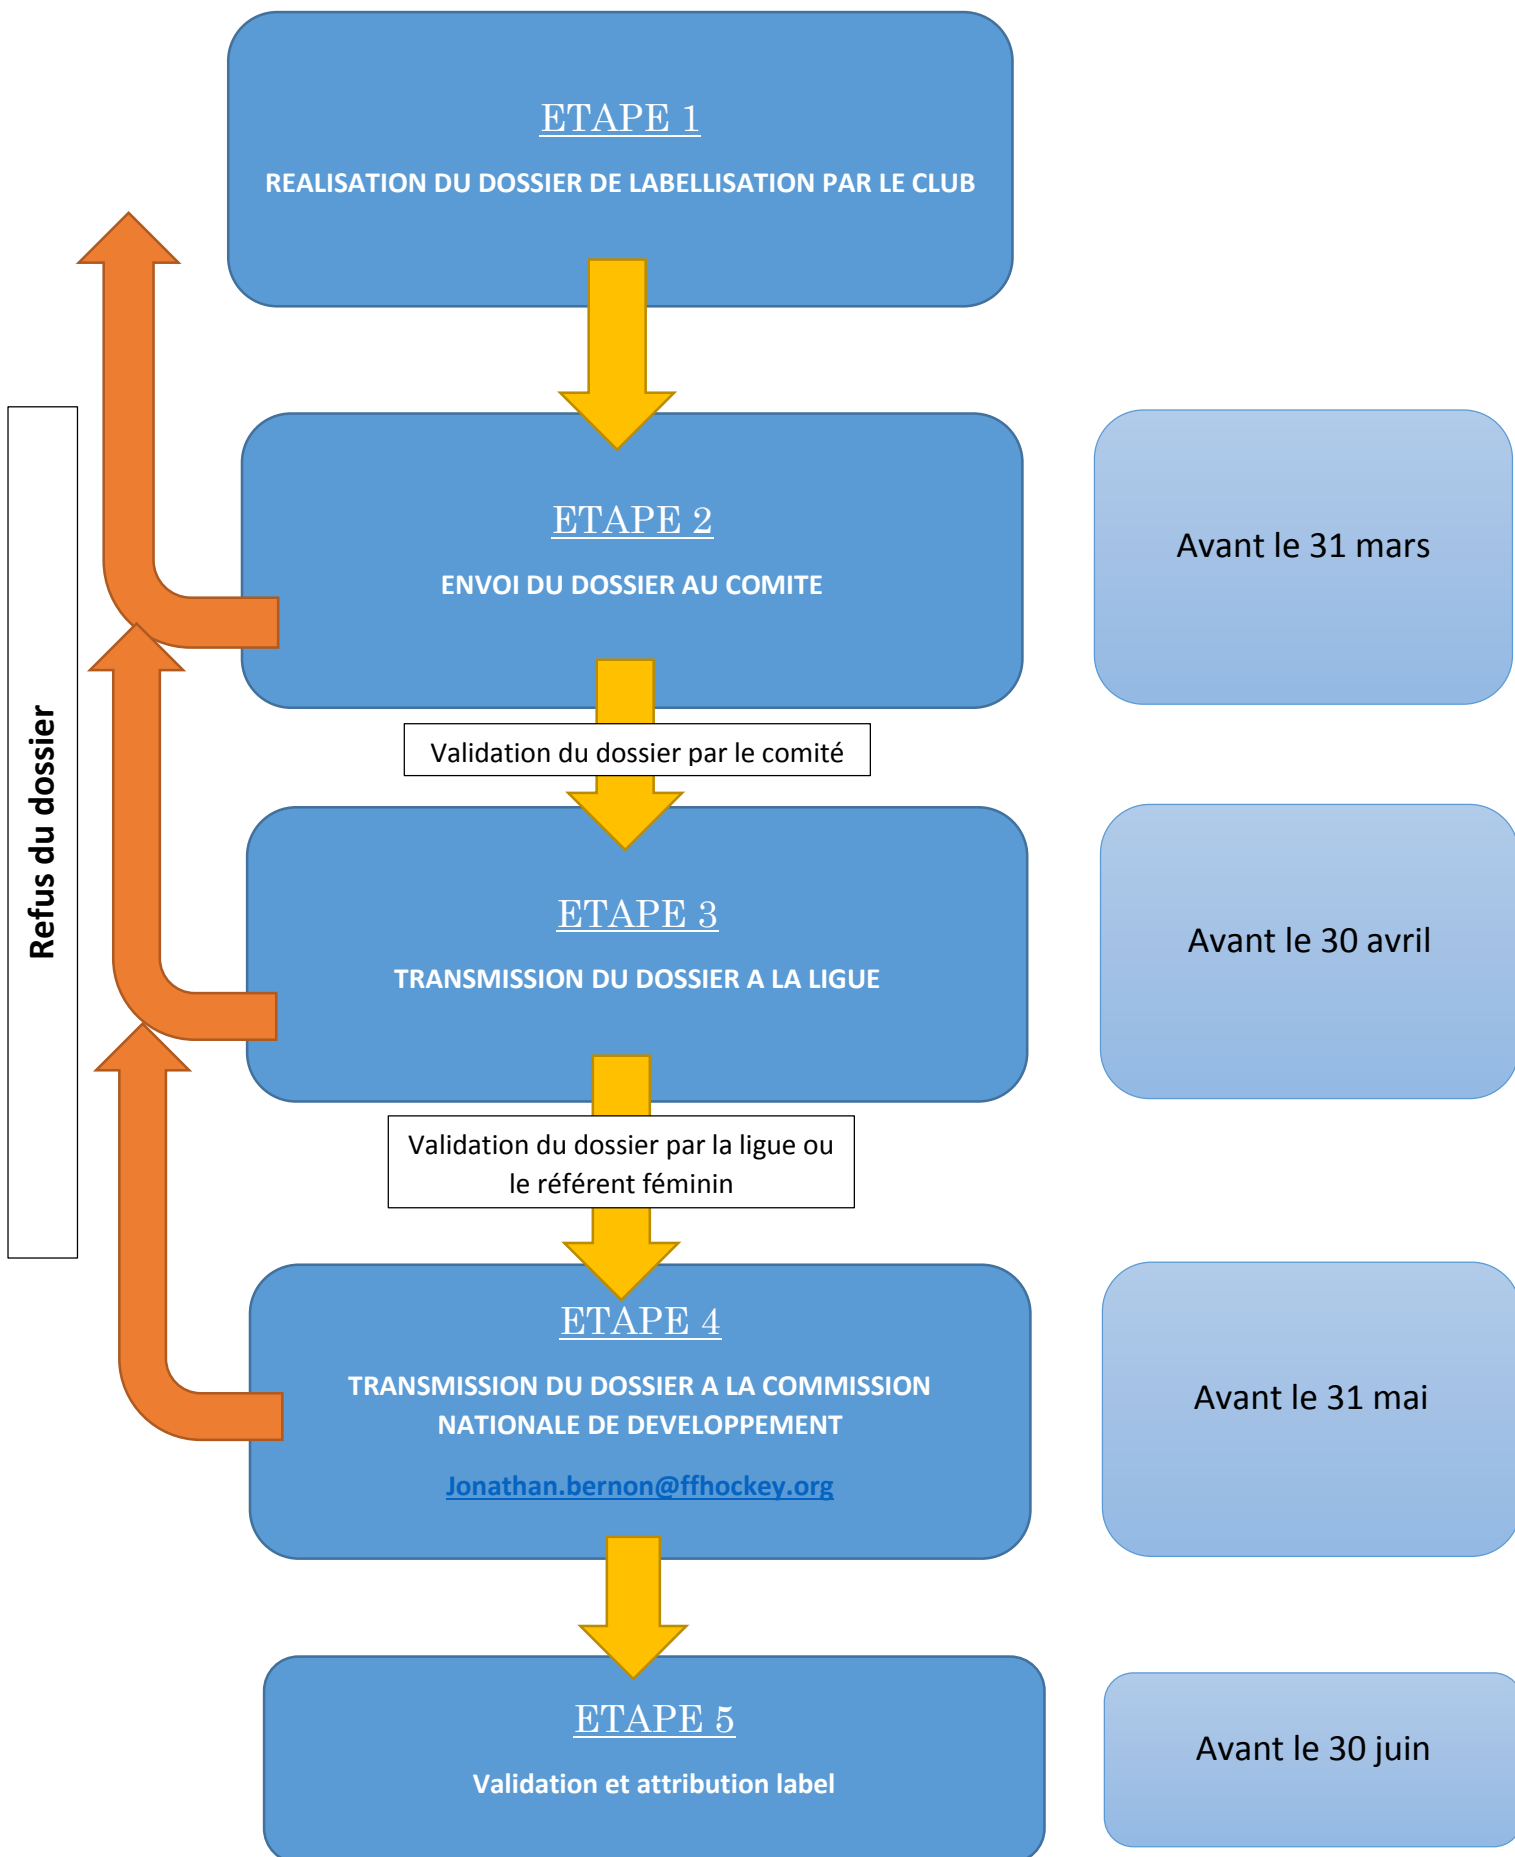 ETAPE 1
REALISATION DU DOSSIER DE LABELLISATION PAR LE CLUB
ETAPE 2
ENVOI DU DOSSIER AU COMITE
Avant le 31 mars
Refus du dossier
Validation du dossier par le comité
ETAPE 3
TRANSMISSION DU DOSSIER A LA LIGUE
Avant le 30 avril
Validation du dossier par la ligue ou
le référent féminin
ETAPE 4
TRANSMISSION DU DOSSIER A LA COMMISSION
NATIONALE DE DEVELOPPEMENT
Jonathan.bernon@ffhockey.org
Avant le 31 mai
ETAPE 5
Validation et attribution label
Avant le 30 juin